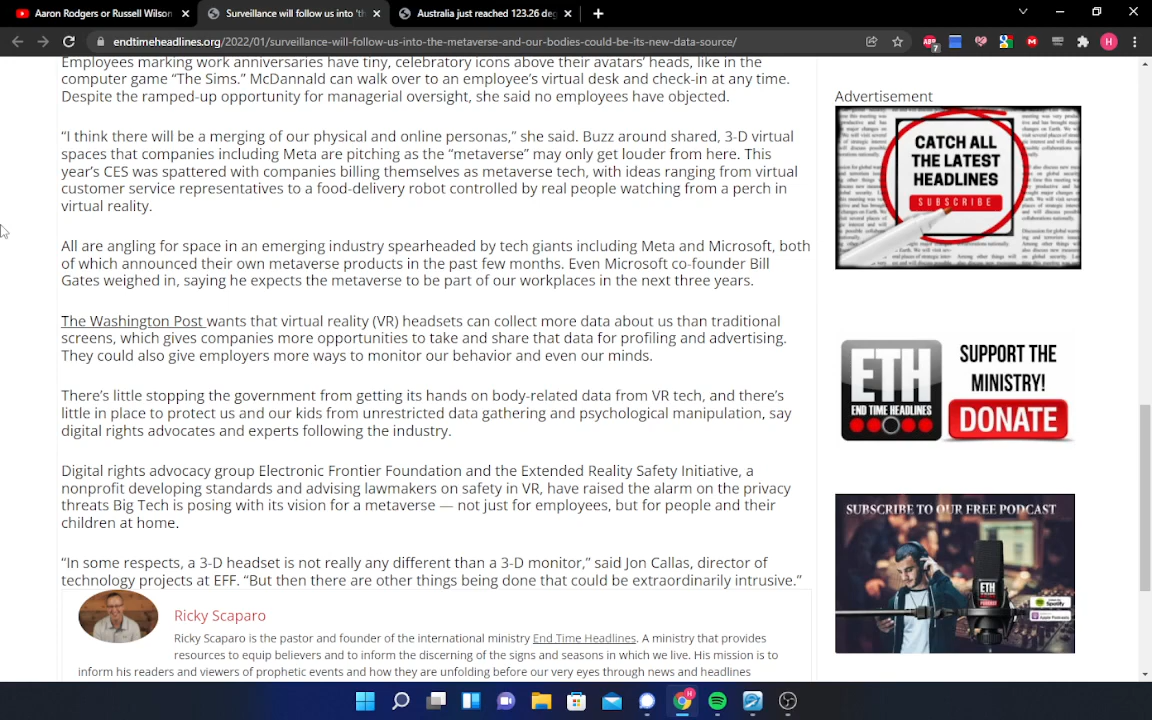 Aaron Rodgers or Russell Wilson
Surveillance will follow us into 'th
Australia just reached 123.26 deg
endtimeheadlines.org/2022/01/surveillance-will-follow-us-into-the-metaverse-and-our-bodies-could-be-its-new-data-source/
7
H
Employees marking work anniversaries have tiny, celebratory icons above their avatars' heads, like in the
computer game “The Sims.” McDannald can walk over to an employee's virtual desk and check-in at any time.
Despite the ramped-up opportunity for managerial oversight, she said no employees have objected.
“I think there will be a merging of our physical and online personas,” she said. Buzz around shared, 3-D virtual
spaces that companies including Meta are pitching as the “metaverse” may only get louder from here. This
year's CES was spattered with companies billing themselves as metaverse tech, with ideas ranging from virtual
customer service representatives to a food-delivery robot controlled by real people watching from a perch in
virtual reality.
All are angling for space in an emerging industry spearheaded by tech giants including Meta and Microsoft, both
of which announced their own metaverse products in the past few months. Even Microsoft co-founder Bill
Gates weighed in, saying he expects the metaverse to be part of our workplaces in the next three years.
The Washington Post wants that virtual reality (VR) headsets can collect more data about us than traditional
screens, which gives companies more opportunities to take and share that data for profiling and advertising.
They could also give employers more ways to monitor our behavior and even our minds.
There's little stopping the government from getting its hands on body-related data from VR tech, and there's
little in place to protect us and our kids from unrestricted data gathering and psychological manipulation, say
digital rights advocates and experts following the industry.
Digital rights advocacy group Electronic Frontier Foundation and the Extended Reality Safety Initiative, a
nonprofit developing standards and advising lawmakers on safety in VR, have raised the alarm on the privacy
threats Big Tech is posing with its vision for a metaverse — not just for employees, but for people and their
children at home.
“In some respects, a 3-D headset is not really any different than a 3-D monitor,” said Jon Callas, director of
technology projects at EFF. “But then there are other things being done that could be extraordinarily intrusive.”
Ricky Scaparo
Ricky Scaparo is the pastor and founder of the international ministry End Time Headlines. A ministry that provides
resources to equip believers and to inform the discerning of the signs and seasons in which we live. His mission is to
inform his readers and viewers of prophetic events and how they are unfolding before our very eyes through news and headlines
Advertisement
CATCH ALL
THE LATEST
HEADLINES
SUBSCRIBE
ETH
END TIME HEADLINES
SUPPORT THE
MINISTRY!
DONATE
SUBSCRIBE TO OUR FREE PODCAST
ETH
Spotify
Apple Podcasts
H